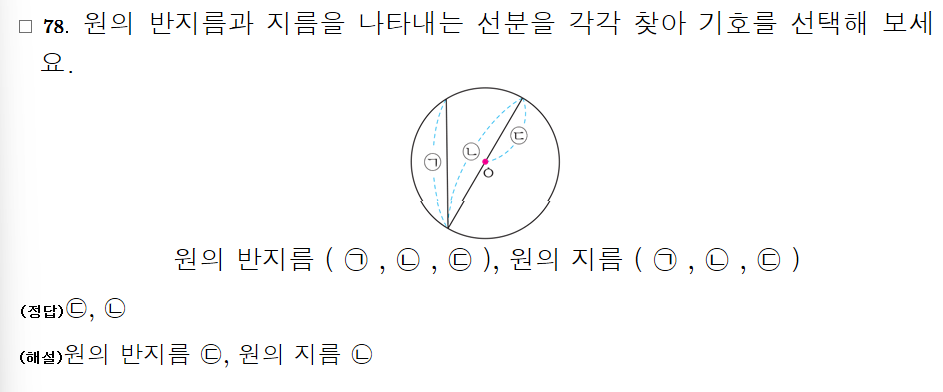 □ 78. 원의 반지름과 지름을 나타내는 선분을 각각 찾아 기호를 선택해 보세
요.
㉠ ㉡ ㉢
ㅇ
원의 반지름 ( ㉠ , ㉡ , ㉢ ), 원의 지름 ( ㉠ , ㉡ , ㉢ )
(정답)㉢, ㉡
(해설)원의 반지름 ㉢, 원의 지름 ㉡